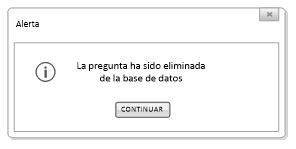 Alerta
La pregunta ha sido eliminada
de la base de datos
CONTINUAR